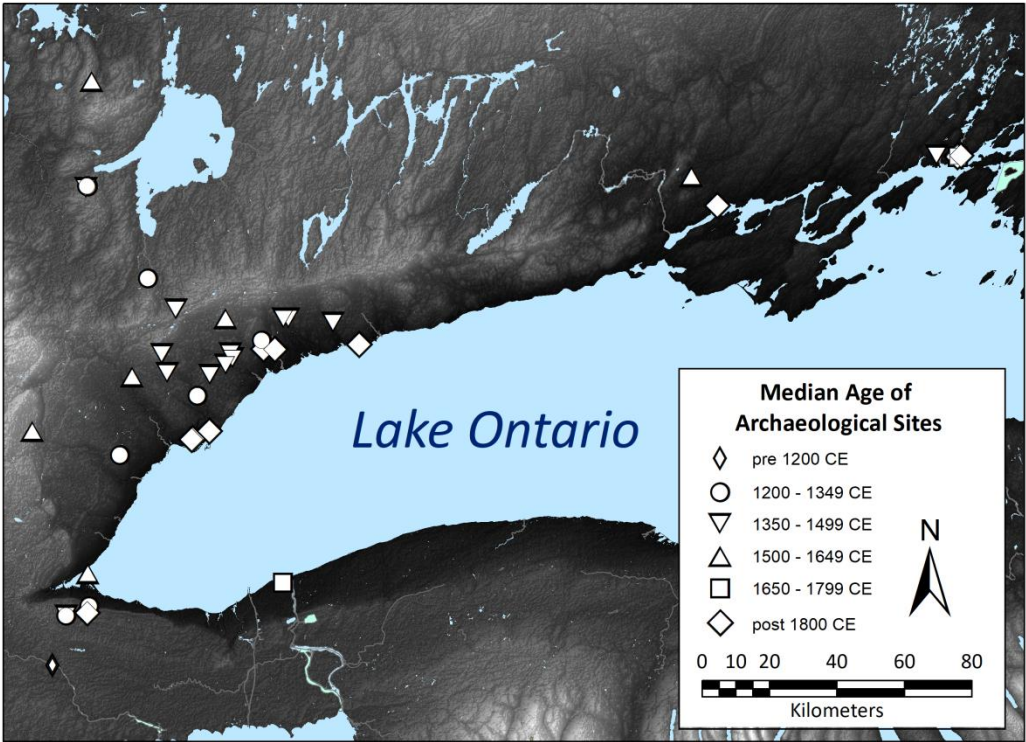 Lake Ontario
Median Age of
Archaeological Sites
pre 1200 CE
1200 - 1349 CE
1350 - 1499 CE
1500 - 1649 CE
1650 - 1799 CE
post 1800 CE
N
0 10 20 40 60 80
Kilometers